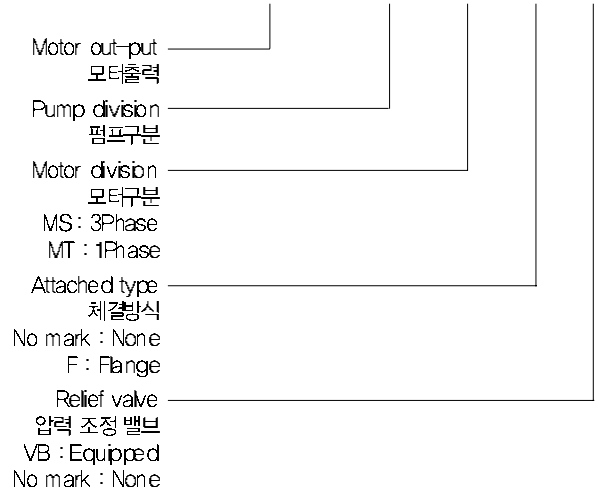 Motor out-put
모터출력
Pump division
펌프구분
Motor division
모터구분
MS : 3Phase
MT : 1Phase
Attached type
체결방식
No mark : None
F : Flange
Relief valve
압력 조정 밸브
VB : Equipped
No mark : None